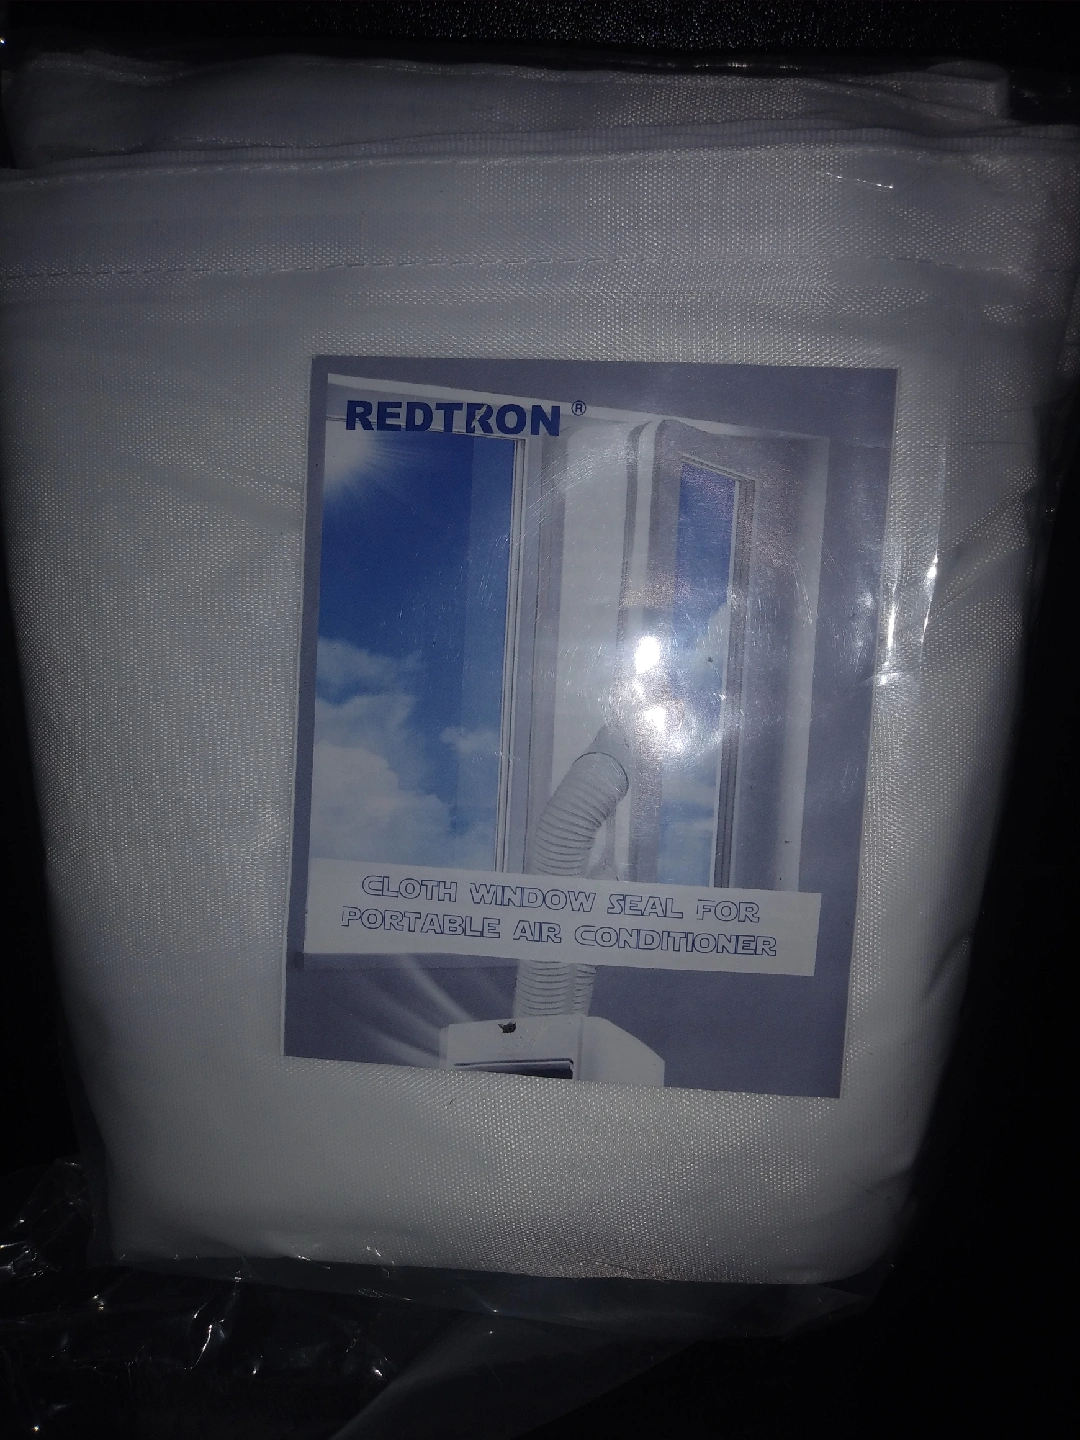 REDTRON ®
CLOTH WINDOW SEAL FOR
PORTABLE AIR CONDITIONER